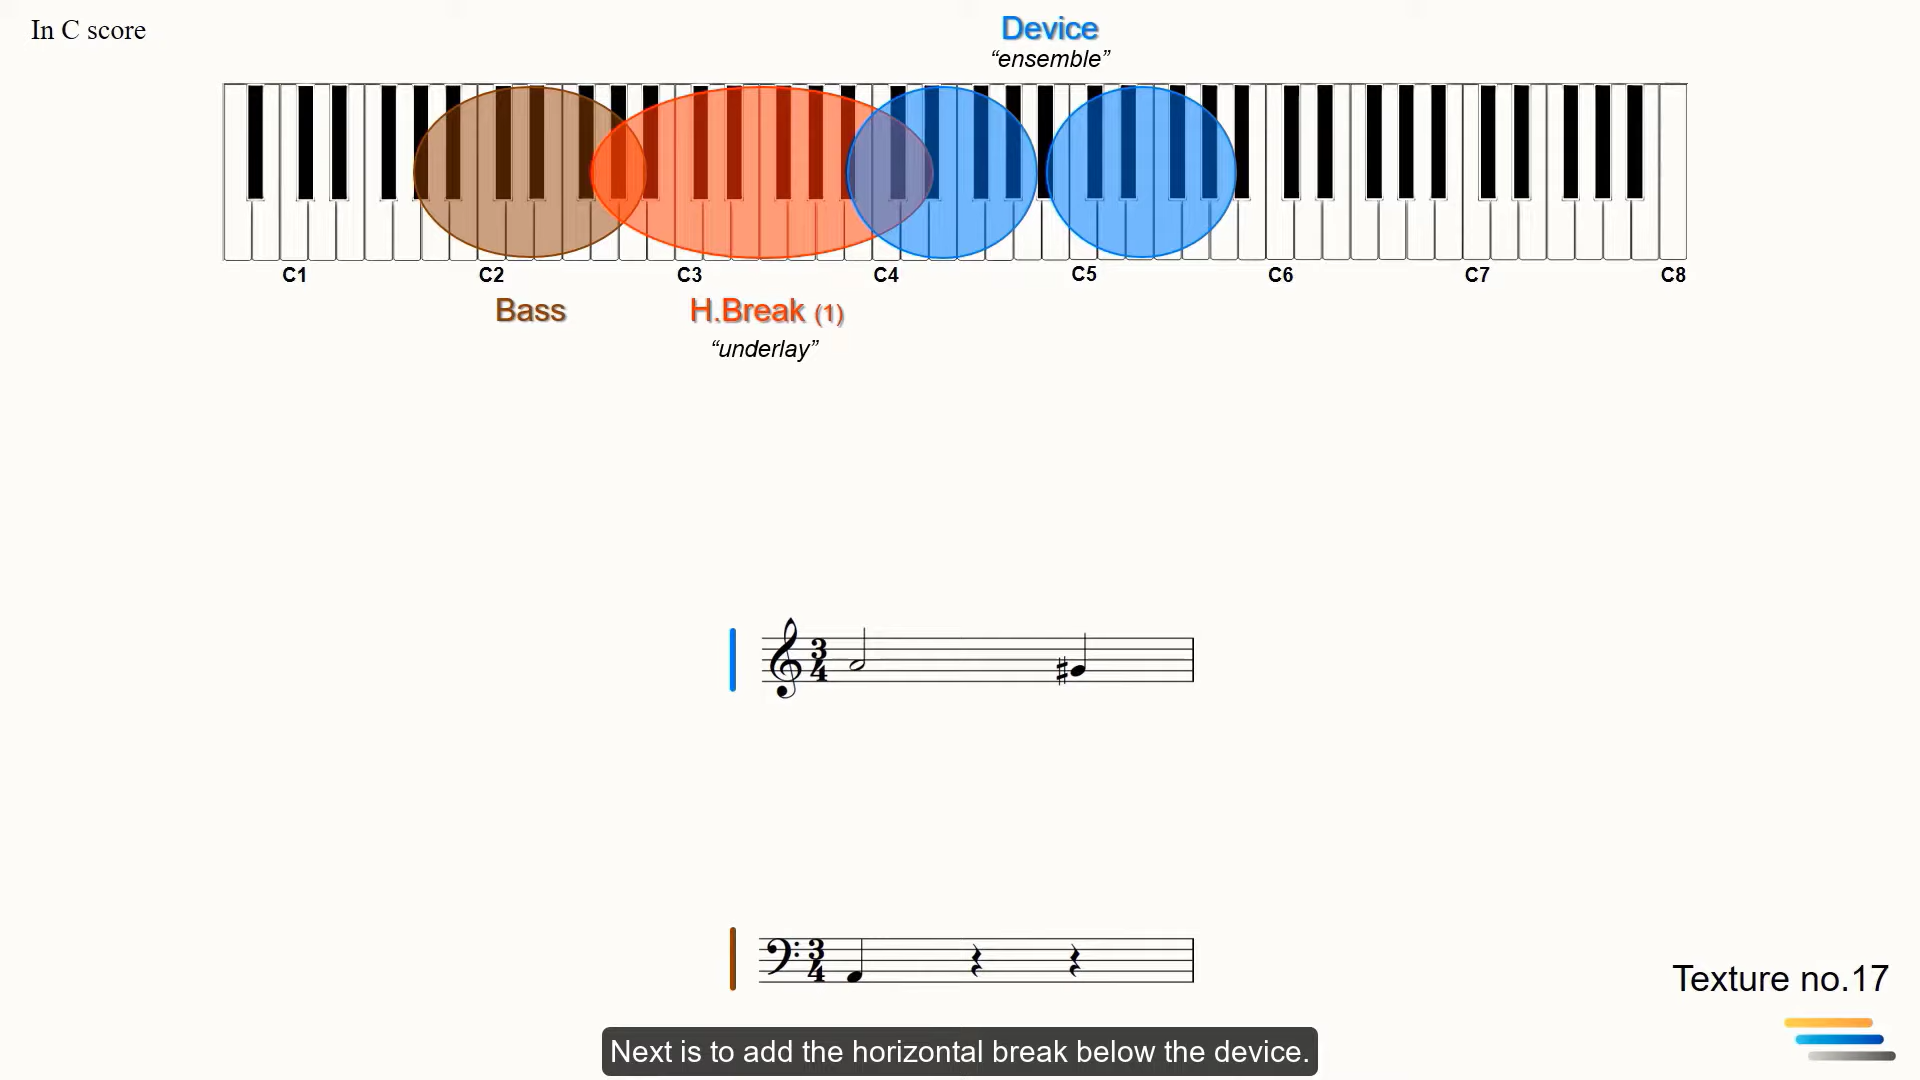 In C score
Device
“ensemble”
C1 C2 C3 C4 C5 C6 C7 C8
Bass
H.Break (1)
“underlay”
3
4
3
4
Texture no.17
Next is to add the horizontal break below the device.